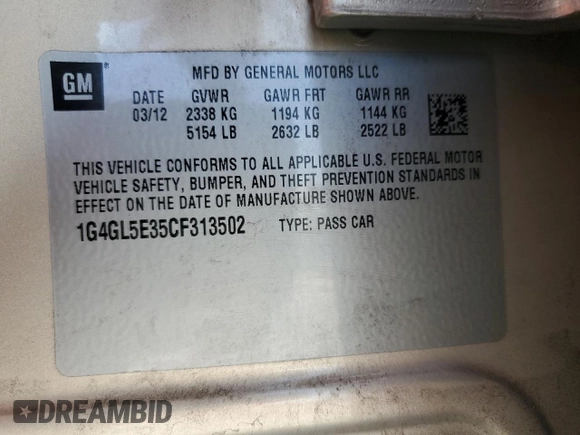 GM
MFD BY GENERAL MOTORS LLC
DATE GVWR GAWR FRT GAWR RR
03/12 2338 KG 1194 KG 1144 KG
5154 LB 2632 LB 2522 LB
THIS VEHICLE CONFORMS TO ALL APPLICABLE U.S. FEDERAL MOTOR
VEHICLE SAFETY, BUMPER, AND THEFT PREVENTION STANDARDS IN
EFFECT ON THE DATE OF MANUFACTURE SHOWN ABOVE.
1G4GL5E35CF313502 TYPE: PASS CAR
DREAMBID